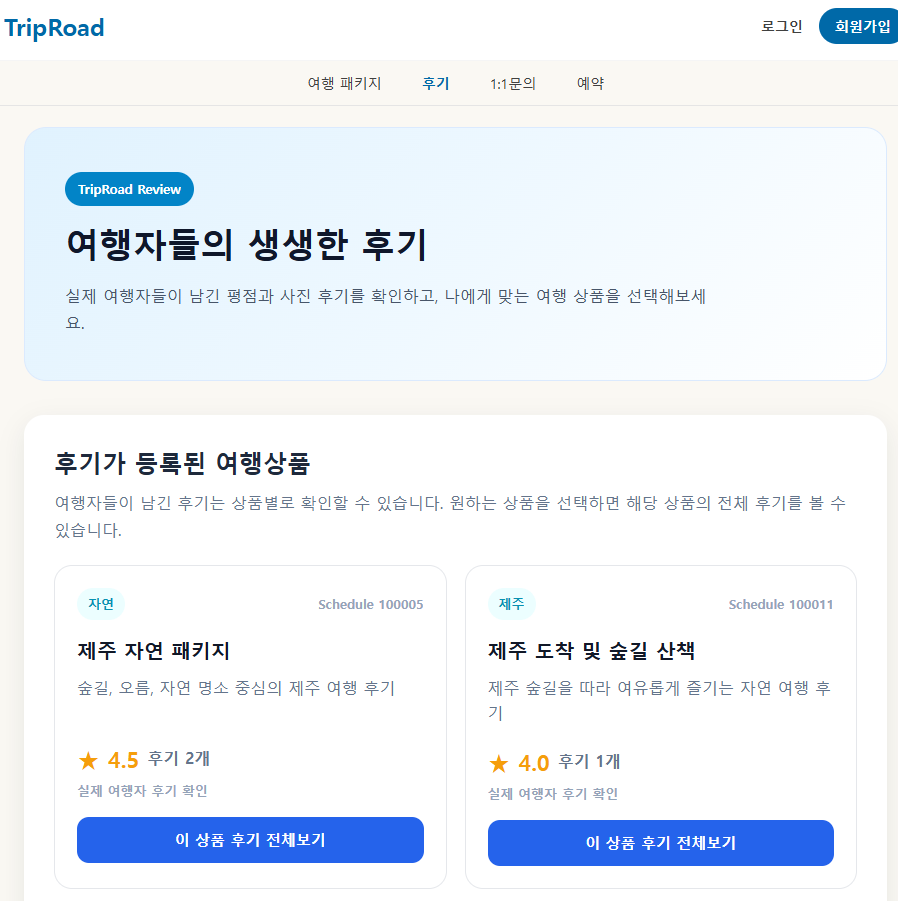 TripRoad
로그인
회원가입
여행 패키지
후기
1:1문의
예약
TripRoad Review
여행자들의 생생한 후기
실제 여행자들이 남긴 평점과 사진 후기를 확인하고, 나에게 맞는 여행 상품을 선택해보세
요.
후기가 등록된 여행상품
여행자들이 남긴 후기는 상품별로 확인할 수 있습니다. 원하는 상품을 선택하면 해당 상품의 전체 후기를 볼 수
있습니다.
자연
Schedule 100005
제주 자연 패키지
숲길, 오름, 자연 명소 중심의 제주 여행 후기
★ 4.5 후기 2개
실제 여행자 후기 확인
이 상품 후기 전체보기
제주
Schedule 100011
제주 도착 및 숲길 산책
제주 숲길을 따라 여유롭게 즐기는 자연 여행 후
기
★ 4.0 후기 1개
실제 여행자 후기 확인
이 상품 후기 전체보기